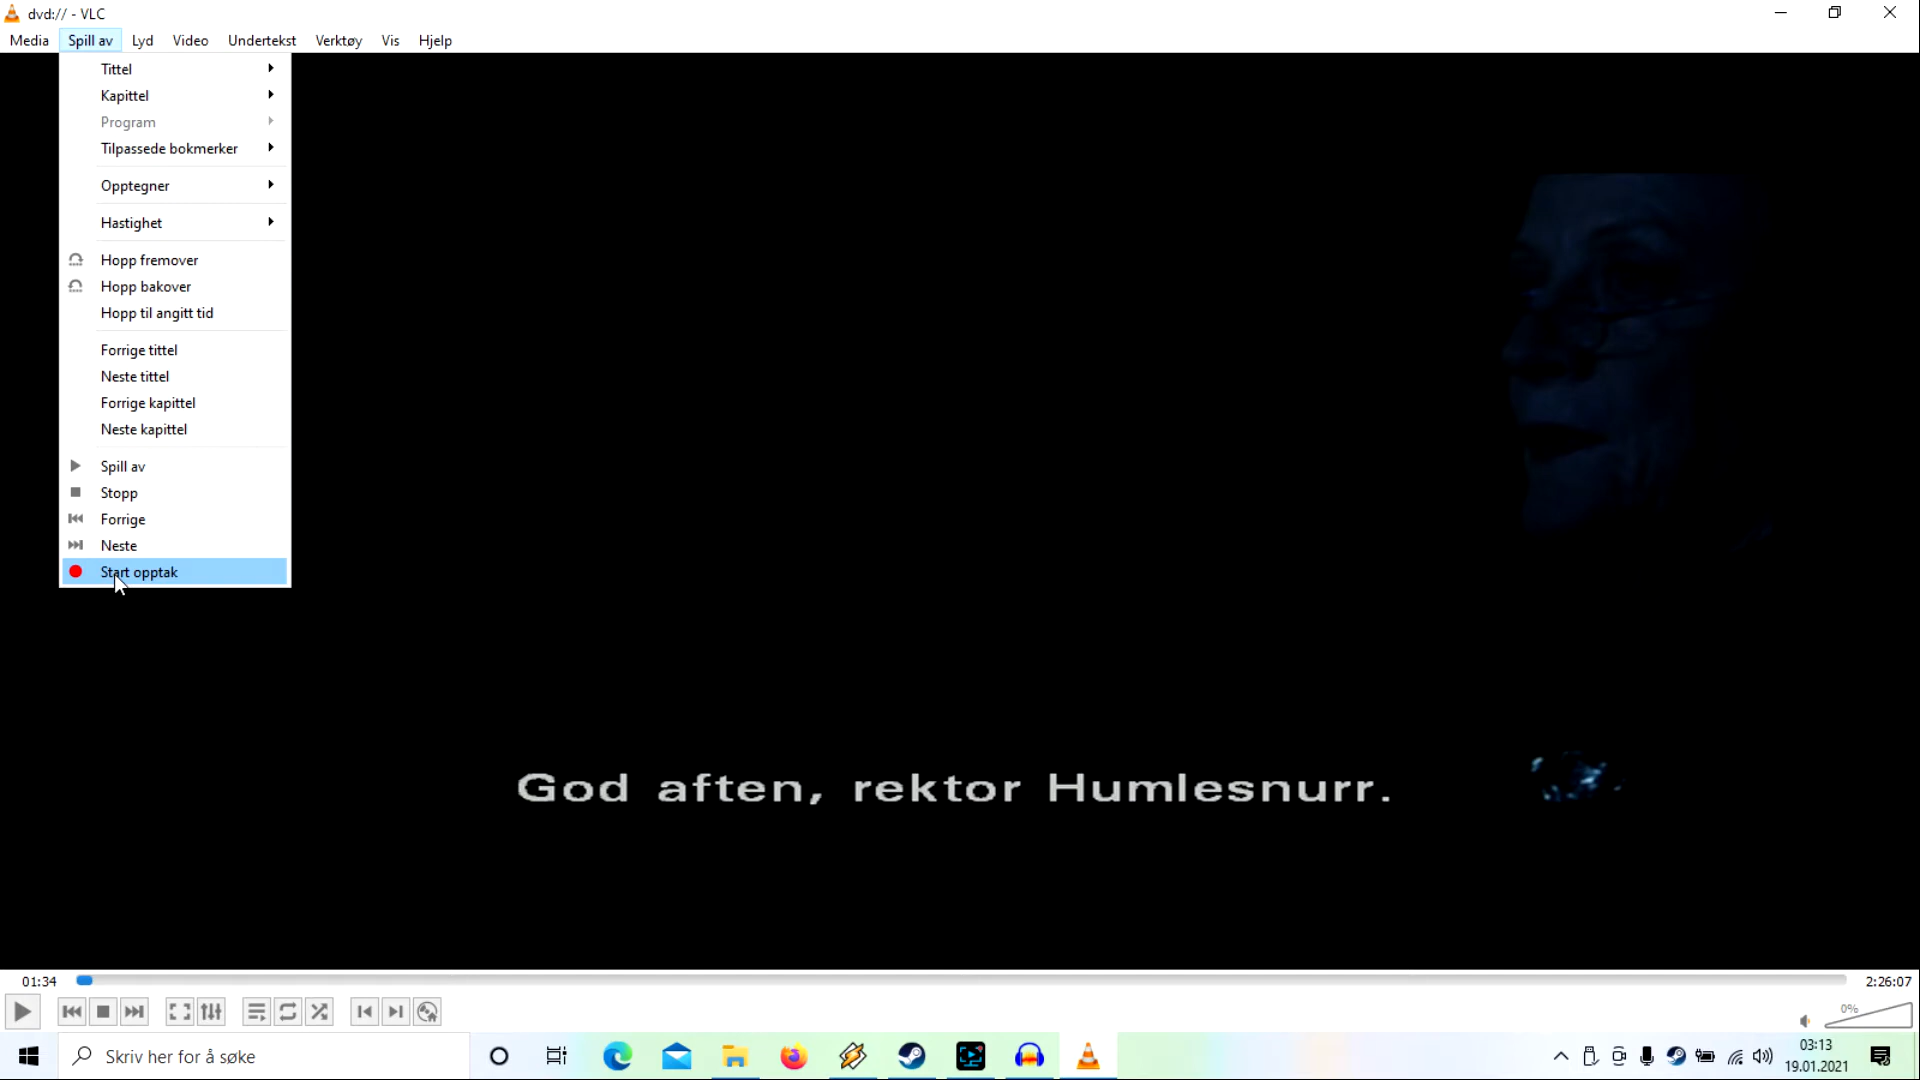 dvd:// - VLC
Media Spill av Lyd Video Undertekst Verktøy Vis Hjelp
Tittel
Kapittel
Program
Tilpassede bokmerker
Opptegner
Hastighet
Hopp fremover
Hopp bakover
Hopp til angitt tid
Forrige tittel
Neste tittel
Forrige kapittel
Neste kapittel
Spill av
Stopp
Forrige
Neste
Start opptak
God aften, rektor Humlesnurr.
01:34 2:26:07
0%
Skriv her for å søke
03:13
19.01.2021